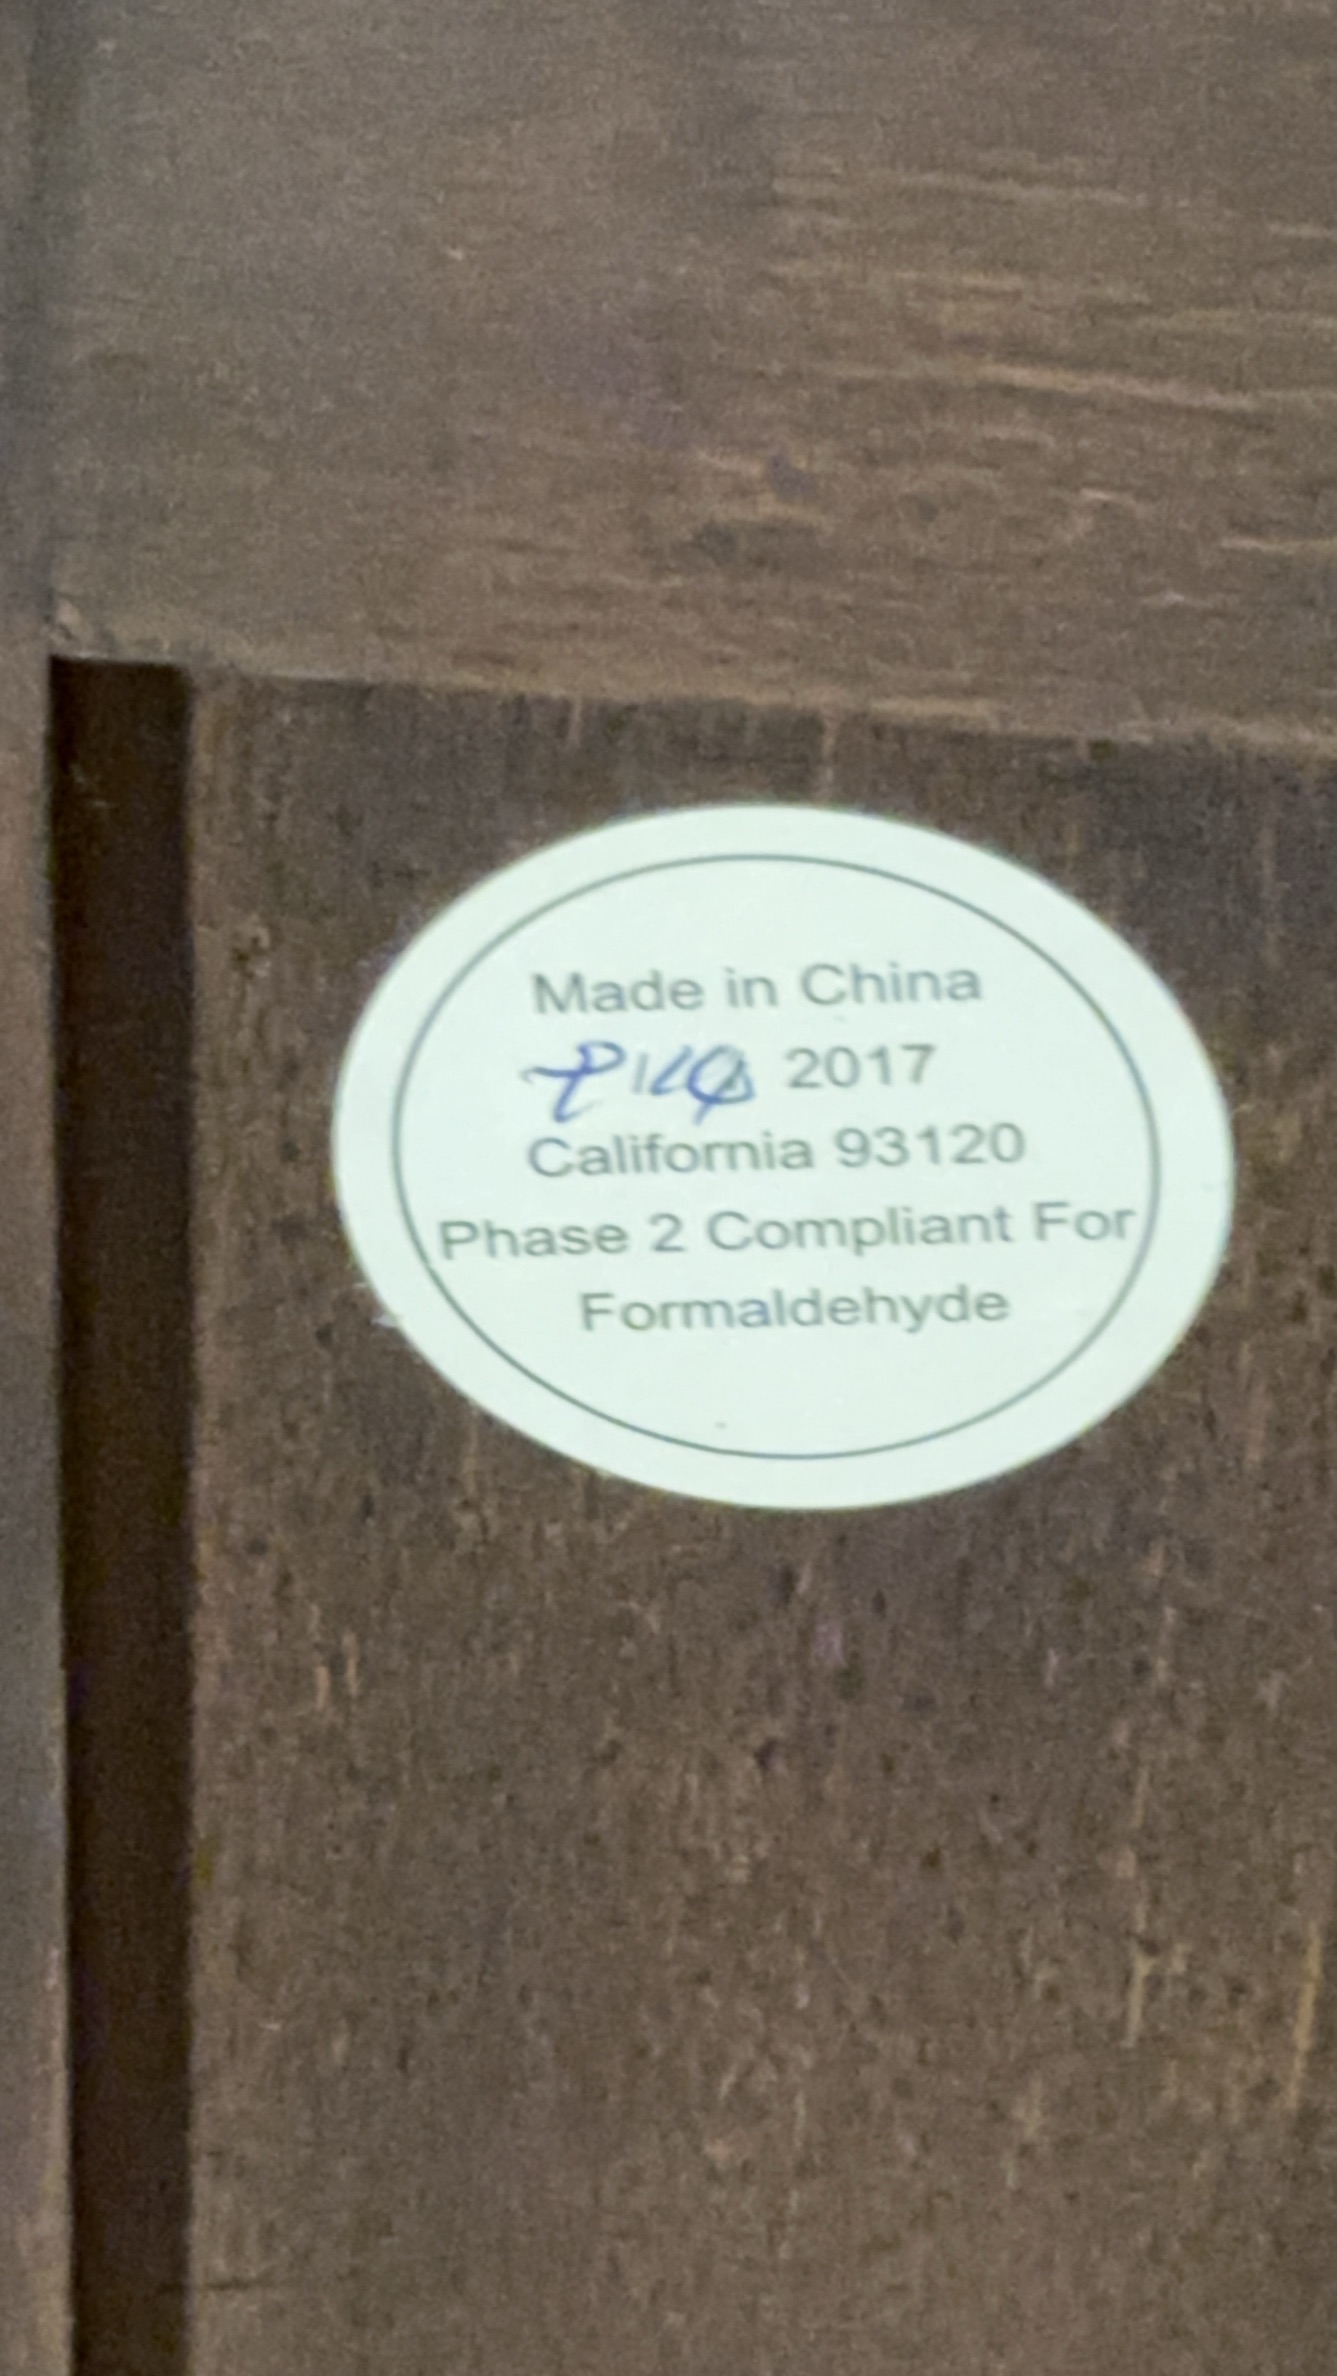 Made in China
2017
California 93120
Phase 2 Compliant For
Formaldehyde